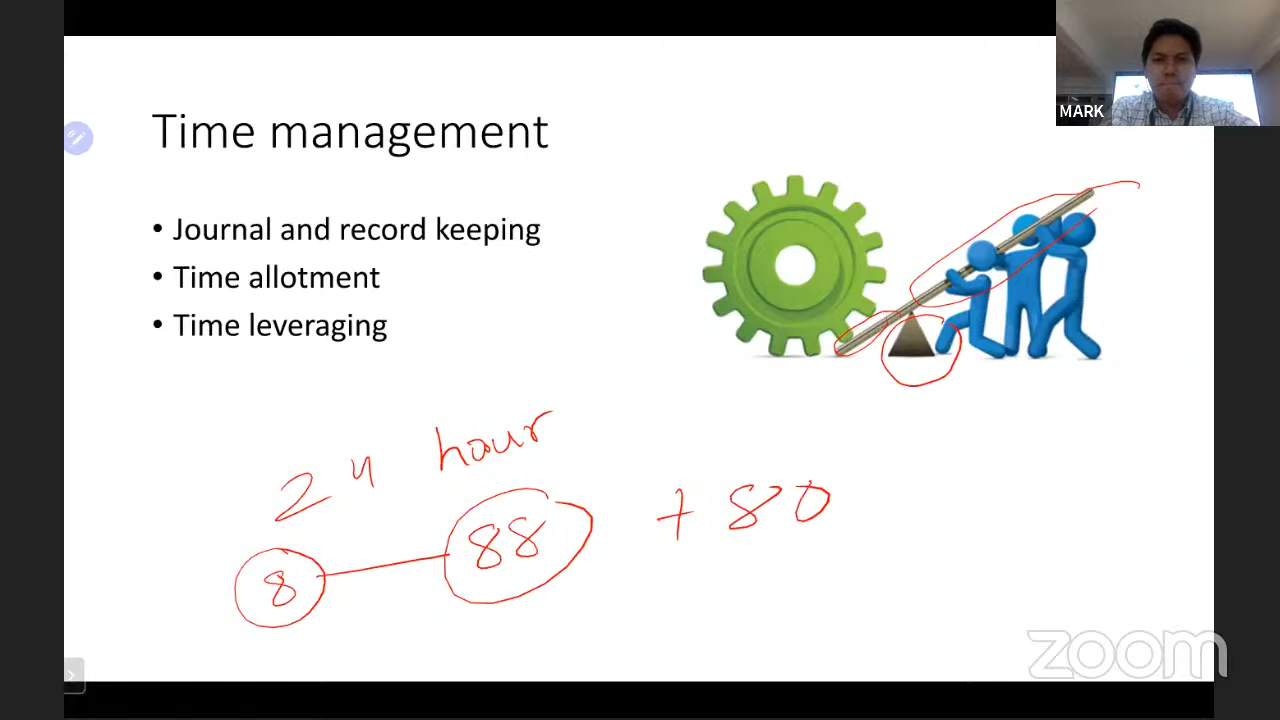 MARK
Time management
• Journal and record keeping
• Time allotment
• Time leveraging
24 hour
8 88 + 80
zoom